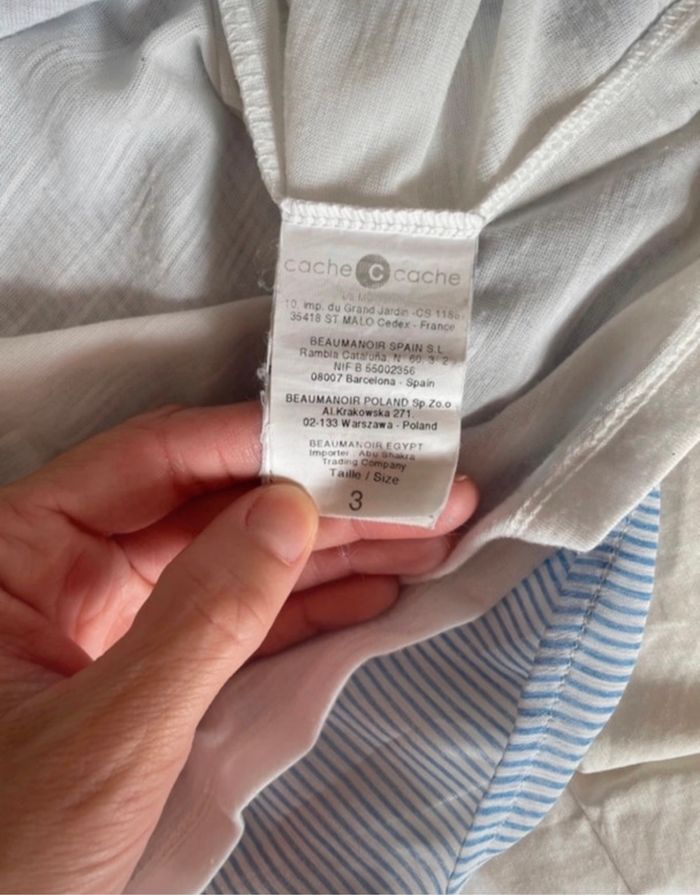 cache C cache
10, imp. du Grand Jardin -CS 1186
35418 ST MALO Cedex - France
BEAUMANOIR SPAIN S.L
Rambla Cataluña, N. 60, 3. 2
NIF B 55002356
08007 Barcelona - Spain
BEAUMANOIR POLAND Sp.Zo.o
Al.Krakowska 271,
02-133 Warszawa - Poland
BEAUMANOIR EGYPT
Importer : Abu Shakra
Trading Company
Taille / Size
3